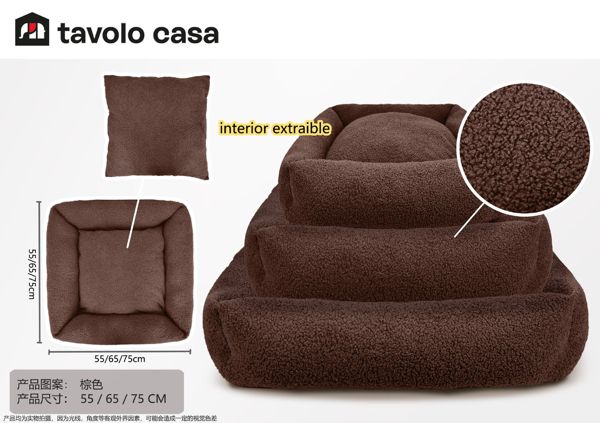 tavolo casa
interior extraible
55/65/75cm
55/65/75cm
产品图案： 棕色
产品尺寸： 55 / 65 / 75 CM
产品均为实物拍摄，因为光线，角度等客观外界因素，可能会造成一定的视觉色差